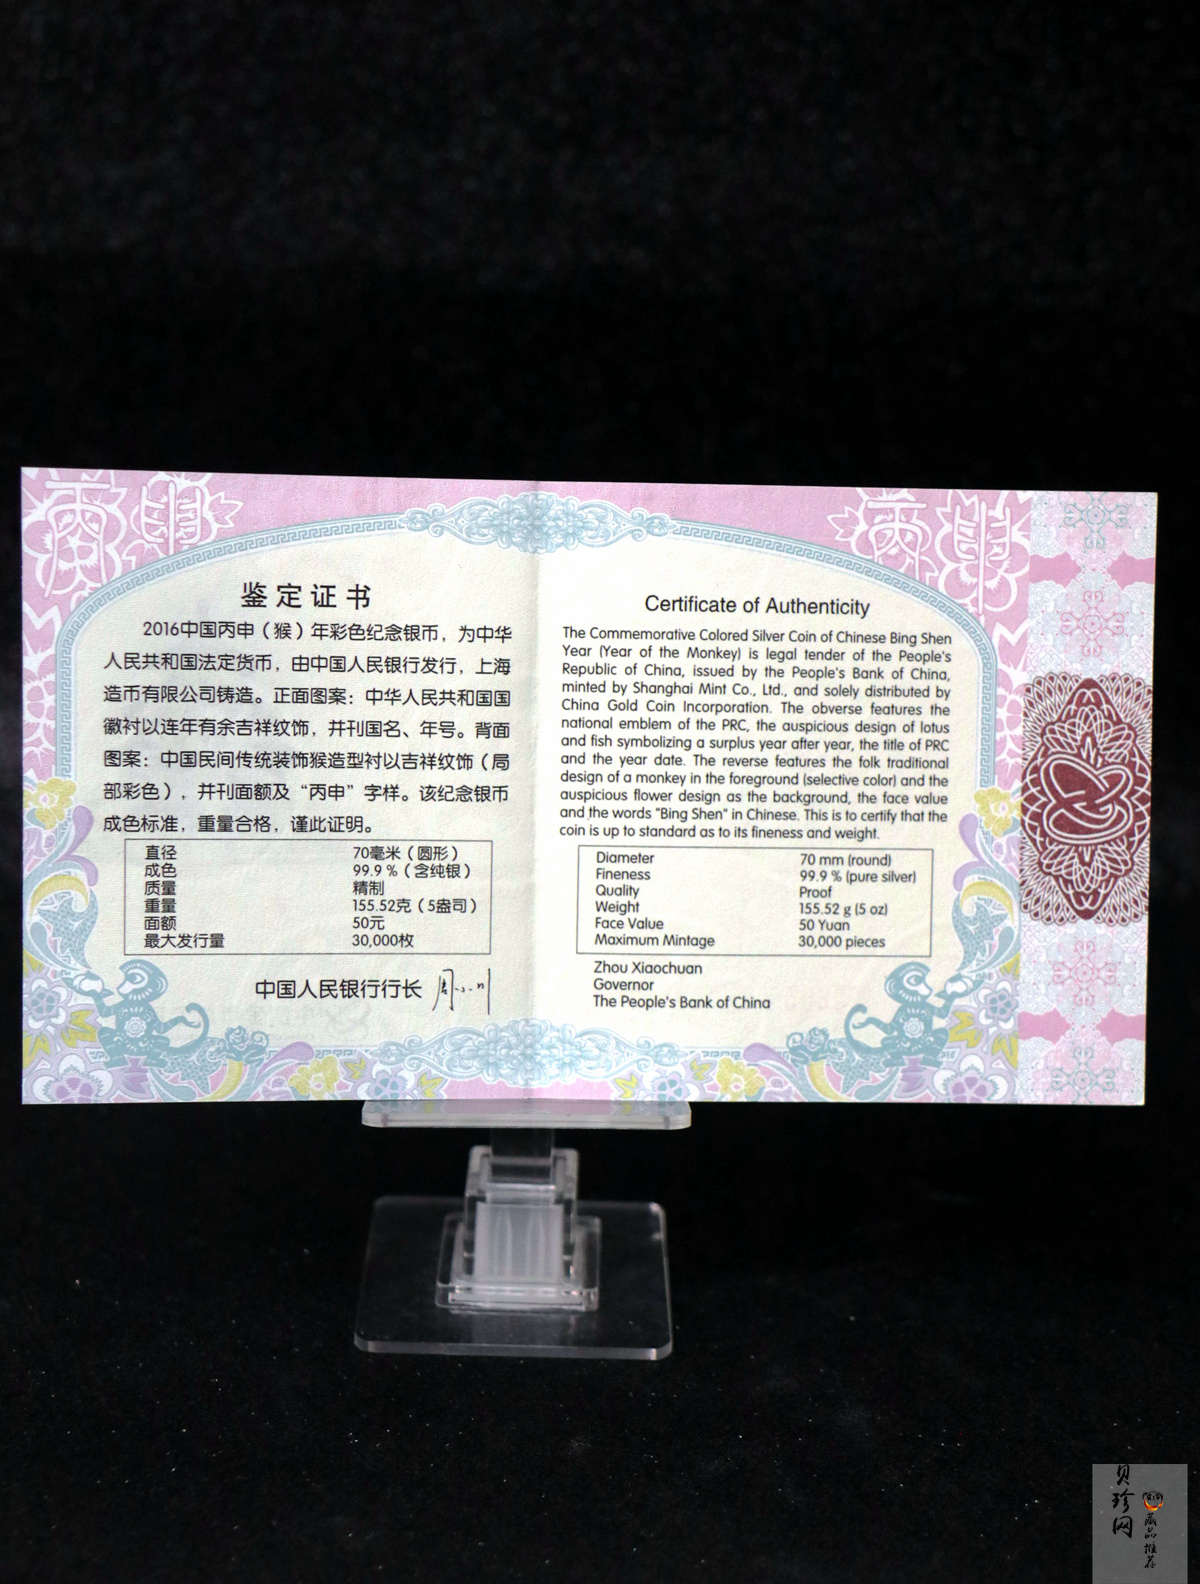 丙申
丙申
鉴定证书
2016中国丙申（猴）年彩色纪念银币，为中华
人民共和国法定货币，由中国人民银行发行，上海
造币有限公司铸造。正面图案：中华人民共和国国
徽衬以连年有余吉祥纹饰，并刊国名、年号。背面
图案：中国民间传统装饰猴造型衬以吉祥纹饰（局
部彩色），并刊面额及“丙申”字样。该纪念银币
成色标准，重量合格，谨此证明。
直径 70毫米（圆形）
成色 99.9％（含纯银）
质量 精制
重量 155.52克（5盎司）
面额 50元
最大发行量 30,000枚
中国人民银行行长
Certificate of Authenticity
The Commemorative Colored Silver Coin of Chinese Bing Shen
Year (Year of the Monkey) is legal tender of the People's
Republic of China, issued by the People's Bank of China,
minted by Shanghai Mint Co., Ltd., and solely distributed by
China Gold Coin Incorporation. The obverse features the
national emblem of the PRC, the auspicious design of lotus
and fish symbolizing a surplus year after year, the title of PRC
and the year date. The reverse features the folk traditional
design of a monkey in the foreground (selective color) and the
auspicious flower design as the background, the face value
and the words "Bing Shen" in Chinese. This is to certify that the
coin is up to standard as to its fineness and weight.
Diameter 70 mm (round)
Fineness 99.9 % (pure silver)
Quality Proof
Weight 155.52 g (5 oz)
Face Value 50 Yuan
Maximum Mintage 30,000 pieces
Zhou Xiaochuan
Governor
The People's Bank of China
贝珍网
藏品推荐